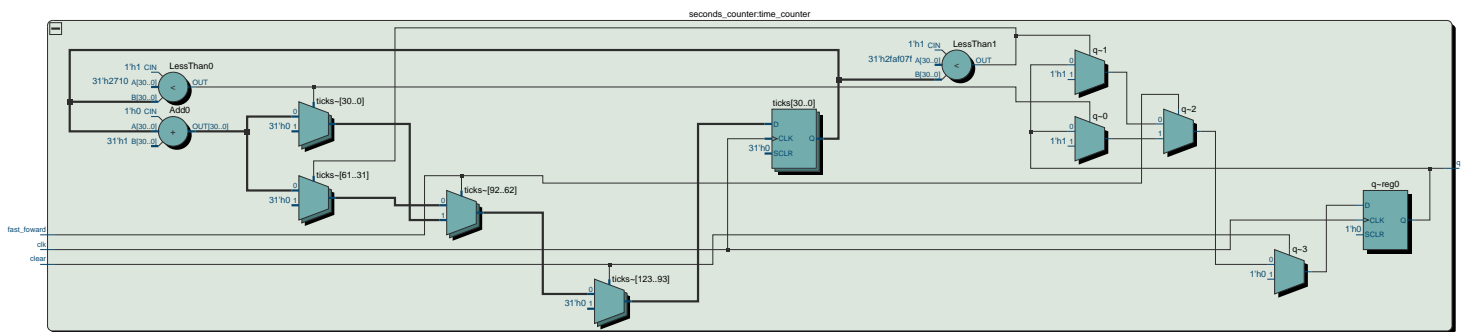 seconds_counter:time_counter
LessThan0
1'h1 CIN
31'h2710 A[30..0]
B[30..0]
OUT
Add0
1'h0 CIN
A[30..0]
31'h1 B[30..0]
OUT[30..0]
ticks~[30..0]
0
31'h0 1
ticks~[61..31]
0
31'h0 1
ticks~[92..62]
0
1
ticks~[123..93]
0
31'h0 1
ticks[30..0]
D
CLK
31'h0 SCLR
Q
LessThan1
1'h1 CIN
31'h2faf07f A[30..0]
B[30..0]
OUT
q~1
0
1'h1 1
q~0
0
1'h1 1
q~2
0
1
q~3
0
1'h0 1
q~reg0
D
CLK
1'h0 SCLR
Q
q
fast_foward
clk
clear